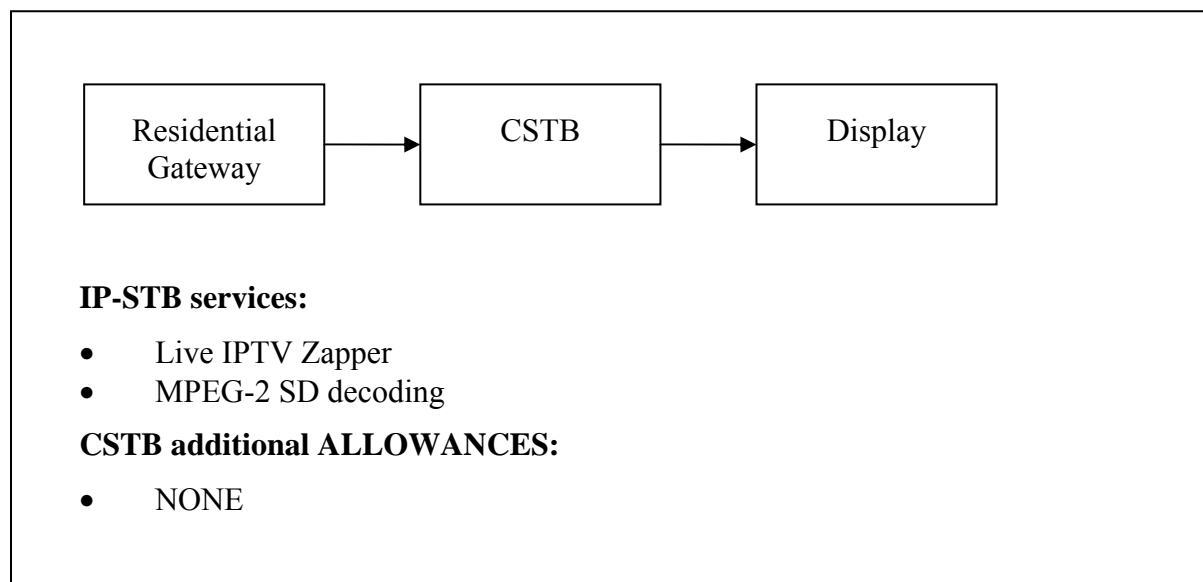 Residential
Gateway
CSTB
Display
IP-STB services:
• Live IPTV Zapper
• MPEG-2 SD decoding
CSTB additional ALLOWANCES:
• NONE